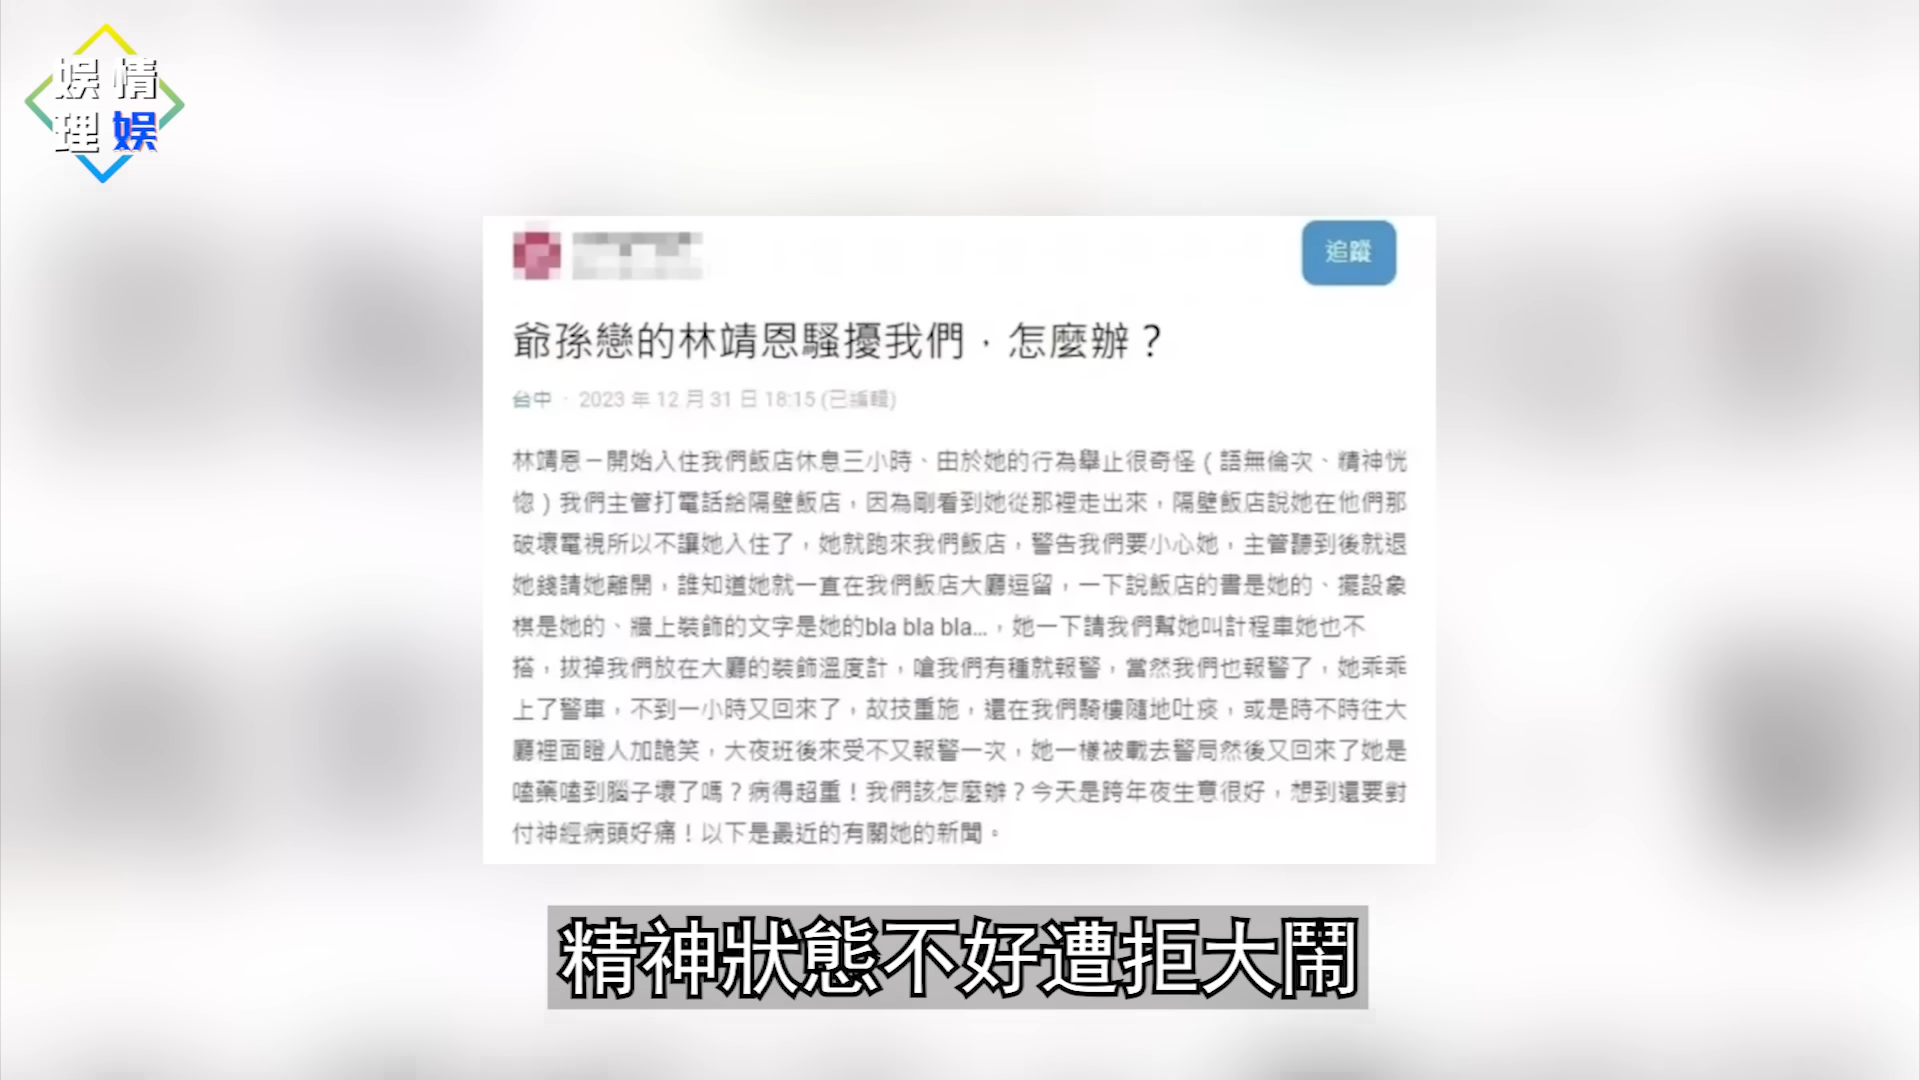 娱情
理娱
追蹤
爺孫戀的林靖恩騷擾我們，怎麼辦？
台中 · 2023 年 12 月 31 日 18:15 (已編輯)
林靖恩一開始入住我們飯店休息三小時、由於她的行為舉止很奇怪（語無倫次、精神恍
惚）我們主管打電話給隔壁飯店，因為剛看到她從那裡走出來，隔壁飯店說她在他們那
破壞電視所以不讓她入住了，她就跑來我們飯店，警告我們要小心她，主管聽到後就退
她錢請她離開，誰知道她就一直在我們飯店大廳逗留，一下說飯店的書是她的、擺設象
棋是她的、牆上裝飾的文字是她的bla bla bla...，她一下請我們幫她叫計程車她也不
搭，拔掉我們放在大廳的裝飾溫度計，嗆我們有種就報警，當然我們也報警了，她乖乖
上了警車，不到一小時又回來了，故技重施，還在我們騎樓隨地吐痰，或是時不時往大
廳裡面瞪人加詭笑，大夜班後來受不又報警一次，她一樣被載去警局然後又回來了她是
嗑藥嗑到腦子壞了嗎？病得超重！我們該怎麼辦？今天是跨年夜生意很好，想到還要對
付神經病頭好痛！以下是最近的有關她的新聞。
精神狀態不好遭拒大鬧